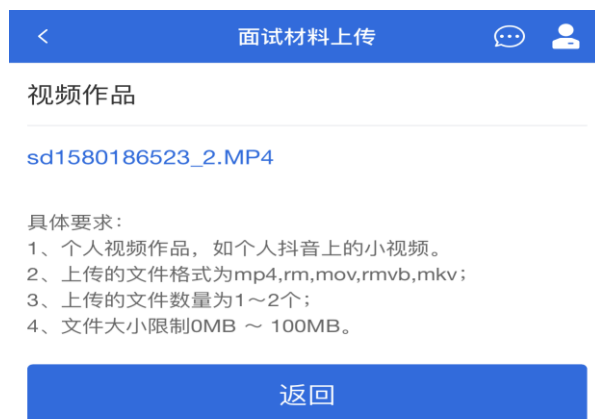 面试材料上传
视频作品
sd1580186523_2.MP4
具体要求：
1、个人视频作品，如个人抖音上的小视频。
2、上传的文件格式为mp4,rm,mov,rmvb,mkv；
3、上传的文件数量为1～2个；
4、文件大小限制0MB ～ 100MB。
返回